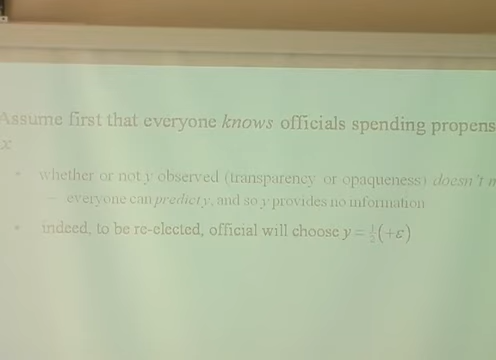 Assume first that everyone knows officials spending propens
x
• whether or not y observed (transparency or opaqueness) doesn't m
– everyone can predict y, and so y provides no information
• indeed, to be re-elected, official will choose y = ½(+ε)